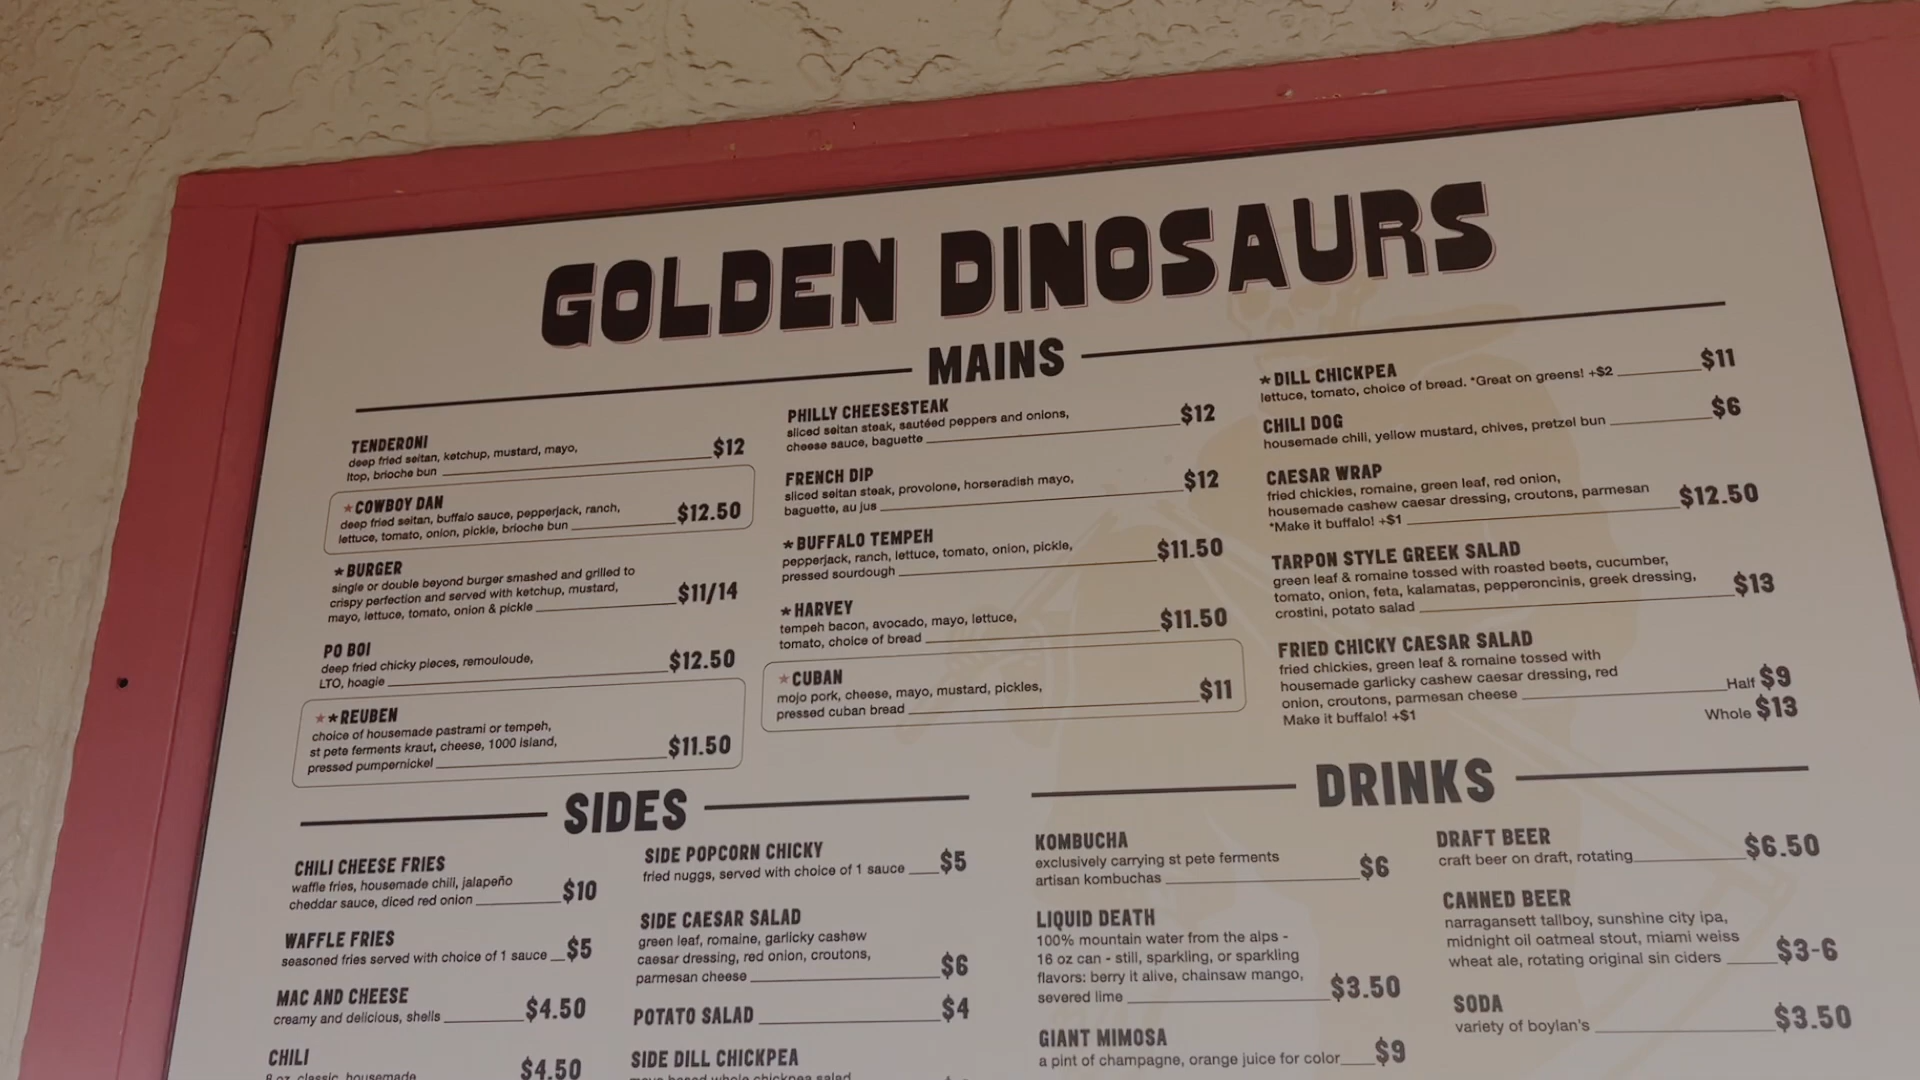 GOLDEN DINOSAURS
MAINS
TENDERONI
deep fried seitan, ketchup, mustard, mayo,
ltop, brioche bun $12
★COWBOY DAN
deep fried seitan, buffalo sauce, pepperjack, ranch,
lettuce, tomato, onion, pickle, brioche bun $12.50
★BURGER
single or double beyond burger smashed and grilled to
crispy perfection and served with ketchup, mustard,
mayo, lettuce, tomato, onion & pickle $11/14
PO BOI
deep fried chicky pieces, remouloude,
LTO, hoagie $12.50
★★REUBEN
choice of housemade pastrami or tempeh,
st pete ferments kraut, cheese, 1000 island,
pressed pumpernickel $11.50
PHILLY CHEESESTEAK
sliced seitan steak, sautéed peppers and onions,
cheese sauce, baguette $12
FRENCH DIP
sliced seitan steak, provolone, horseradish mayo,
baguette, au jus $12
★BUFFALO TEMPEH
pepperjack, ranch, lettuce, tomato, onion, pickle,
pressed sourdough $11.50
★HARVEY
tempeh bacon, avocado, mayo, lettuce,
tomato, choice of bread $11.50
★CUBAN
mojo pork, cheese, mayo, mustard, pickles,
pressed cuban bread $11
★DILL CHICKPEA
lettuce, tomato, choice of bread. *Great on greens! +$2 $11
CHILI DOG
housemade chili, yellow mustard, chives, pretzel bun $6
CAESAR WRAP
fried chickies, romaine, green leaf, red onion,
housemade cashew caesar dressing, croutons, parmesan
*Make it buffalo! +$1 $12.50
TARPON STYLE GREEK SALAD
green leaf & romaine tossed with roasted beets, cucumber,
tomato, onion, feta, kalamatas, pepperoncinis, greek dressing,
crostini, potato salad $13
FRIED CHICKY CAESAR SALAD
fried chickies, green leaf & romaine tossed with
housemade garlicky cashew caesar dressing, red
onion, croutons, parmesan cheese Half $9
Make it buffalo! +$1 Whole $13
SIDES
CHILI CHEESE FRIES
waffle fries, housemade chili, jalapeño
cheddar sauce, diced red onion $10
WAFFLE FRIES
seasoned fries served with choice of 1 sauce $5
MAC AND CHEESE
creamy and delicious, shells $4.50
CHILI
8 oz, classic, housemade $4.50
SIDE POPCORN CHICKY
fried nuggs, served with choice of 1 sauce $5
SIDE CAESAR SALAD
green leaf, romaine, garlicky cashew
caesar dressing, red onion, croutons,
parmesan cheese $6
POTATO SALAD $4
SIDE DILL CHICKPEA
mayo based whole chickpea salad
DRINKS
KOMBUCHA
exclusively carrying st pete ferments
artisan kombuchas $6
LIQUID DEATH
100% mountain water from the alps -
16 oz can - still, sparkling, or sparkling
flavors: berry it alive, chainsaw mango,
severed lime $3.50
GIANT MIMOSA
a pint of champagne, orange juice for color $9
DRAFT BEER
craft beer on draft, rotating $6.50
CANNED BEER
narragansett tallboy, sunshine city ipa,
midnight oil oatmeal stout, miami weiss
wheat ale, rotating original sin ciders $3-6
SODA
variety of boylan's $3.50